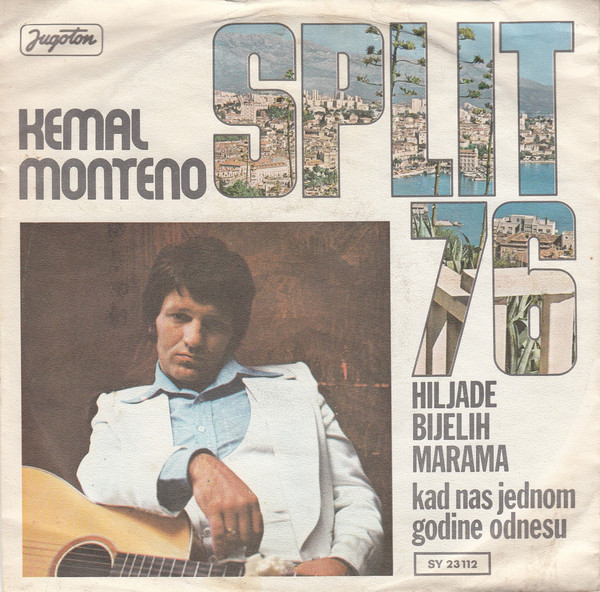 Jugoton
KEMAL
MONTENO
SPLIT
76
HILJADE
BIJELIH
MARAMA
kad nas jednom
godine odnesu
SY 23112